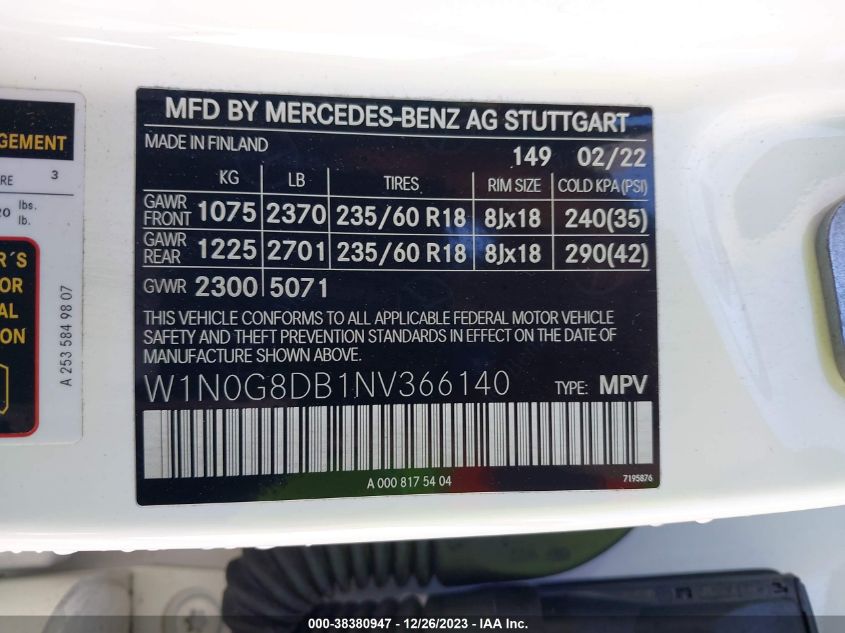 MFD BY MERCEDES-BENZ AG STUTTGART
MADE IN FINLAND 149 02/22
KG LB TIRES RIM SIZE COLD KPA(PSI)
GAWR FRONT 1075 2370 235/60 R18 8Jx18 240(35)
GAWR REAR 1225 2701 235/60 R18 8Jx18 290(42)
GVWR 2300 5071
THIS VEHICLE CONFORMS TO ALL APPLICABLE FEDERAL MOTOR VEHICLE
SAFETY AND THEFT PREVENTION STANDARDS IN EFFECT ON THE DATE OF
MANUFACTURE SHOWN ABOVE.
W1N0G8DB1NV366140 TYPE: MPV
A 000 817 54 04 7195876
GEMENT
3
lbs.
lb.
A 253 584 98 07
000-38380947 - 12/26/2023 - IAA Inc.